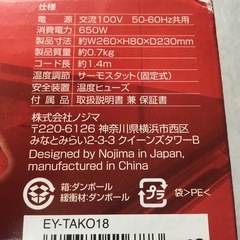 仕様
電源 交流100V 50-60Hz共用
消費電力 650W
製品寸法 約W260×H80×D230mm
製品質量 約0.7kg
コード長 約1.4m
温度調節 サーモスタット(固定式)
安全装置 温度ヒューズ
付属品 取扱説明書 兼 保証書
株式会社ノジマ
〒220-6126 神奈川県横浜市西区
みなとみらい2-3-3 クイーンズタワーB
Designed by Nojima in Japan,
manufactured in China
箱:ダンボール
緩衝材:ダンボール
プラ
袋>PE<
EY-TAKO18